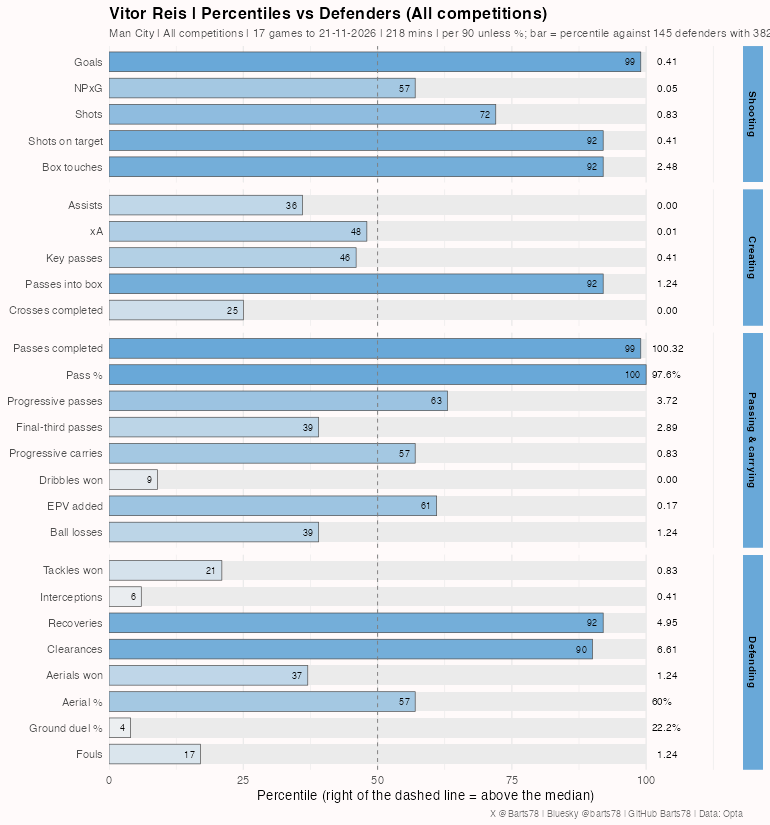 Vitor Reis | Percentiles vs Defenders (All competitions)
Man City | All competitions | 17 games to 21-11-2026 | 218 mins | per 90 unless %; bar = percentile against 145 defenders with 382
Goals 99 0.41
NPxG 57 0.05
Shots 72 0.83
Shots on target 92 0.41
Box touches 92 2.48
Shooting
Assists 36 0.00
xA 48 0.01
Key passes 46 0.41
Passes into box 92 1.24
Crosses completed 25 0.00
Creating
Passes completed 99 100.32
Pass % 100 97.6%
Progressive passes 63 3.72
Final-third passes 39 2.89
Progressive carries 57 0.83
Dribbles won 9 0.00
EPV added 61 0.17
Ball losses 39 1.24
Passing & carrying
Tackles won 21 0.83
Interceptions 6 0.41
Recoveries 92 4.95
Clearances 90 6.61
Aerials won 37 1.24
Aerial % 57 60%
Ground duel % 4 22.2%
Fouls 17 1.24
Defending
0 25 50 75 100
Percentile (right of the dashed line = above the median)
X @Barts78 | Bluesky @barts78 | GitHub Barts78 | Data: Opta